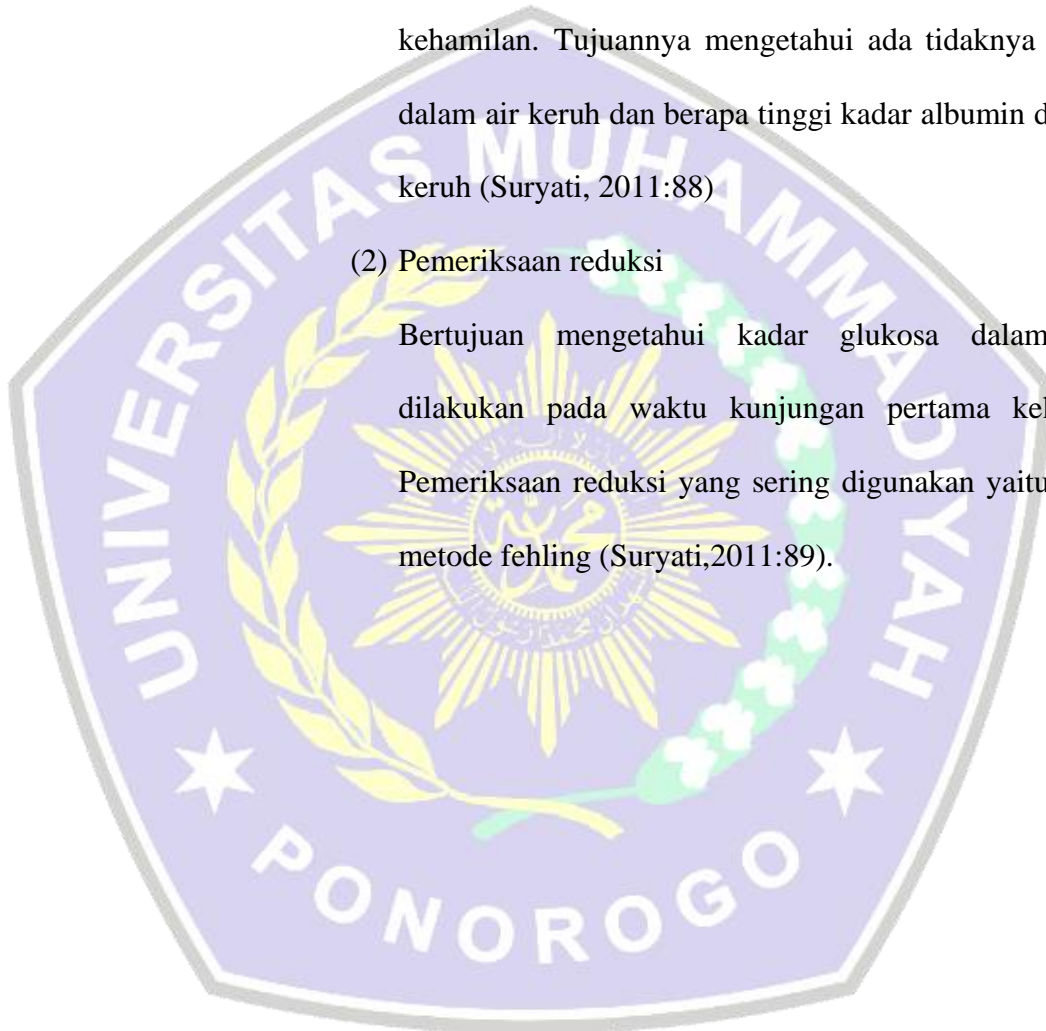 kehamilan. Tujuannya mengetahui ada tidaknya
dalam air keruh dan berapa tinggi kadar albumin d
keruh (Suryati, 2011:88)
(2) Pemeriksaan reduksi
Bertujuan mengetahui kadar glukosa dalam
dilakukan pada waktu kunjungan pertama kel
Pemeriksaan reduksi yang sering digunakan yaitu
metode fehling (Suryati,2011:89).
UNIVERSITAS MUHAMMADIYAH
PONOROGO